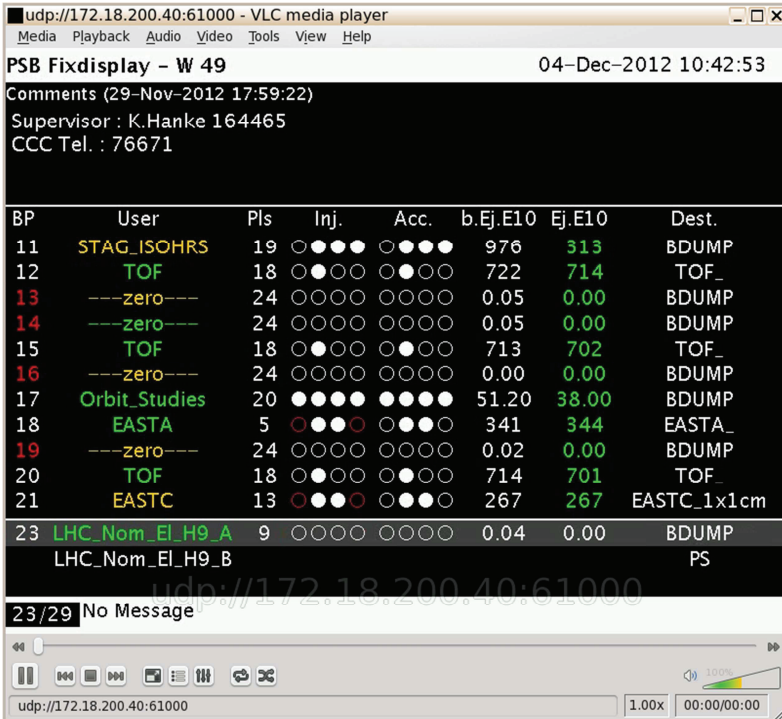 udp://172.18.200.40:61000 - VLC media player
Media Playback Audio Video Tools View Help
PSB Fixdisplay - W 49 04-Dec-2012 10:42:53
Comments (29-Nov-2012 17:59:22)
Supervisor : K.Hanke 164465
CCC Tel. : 76671
BP User Pls Inj. Acc. b.Ej.E10 Ej.E10 Dest.
11 STAG_ISOHRS 19 976 313 BDUMP
12 TOF 18 722 714 TOF_
13 ---zero--- 24 0.05 0.00 BDUMP
14 ---zero--- 24 0.05 0.00 BDUMP
15 TOF 18 713 702 TOF_
16 ---zero--- 24 0.00 0.00 BDUMP
17 Orbit_Studies 20 51.20 38.00 BDUMP
18 EASTA 5 341 344 EASTA_
19 ---zero--- 24 0.02 0.00 BDUMP
20 TOF 18 714 701 TOF_
21 EASTC 13 267 267 EASTC_1x1cm
23 LHC_Nom_El_H9_A 9 0.04 0.00 BDUMP
LHC_Nom_El_H9_B PS
udp://172.18.200.40:61000
23/29 No Message
100%
udp://172.18.200.40:61000 1.00x 00:00/00:00